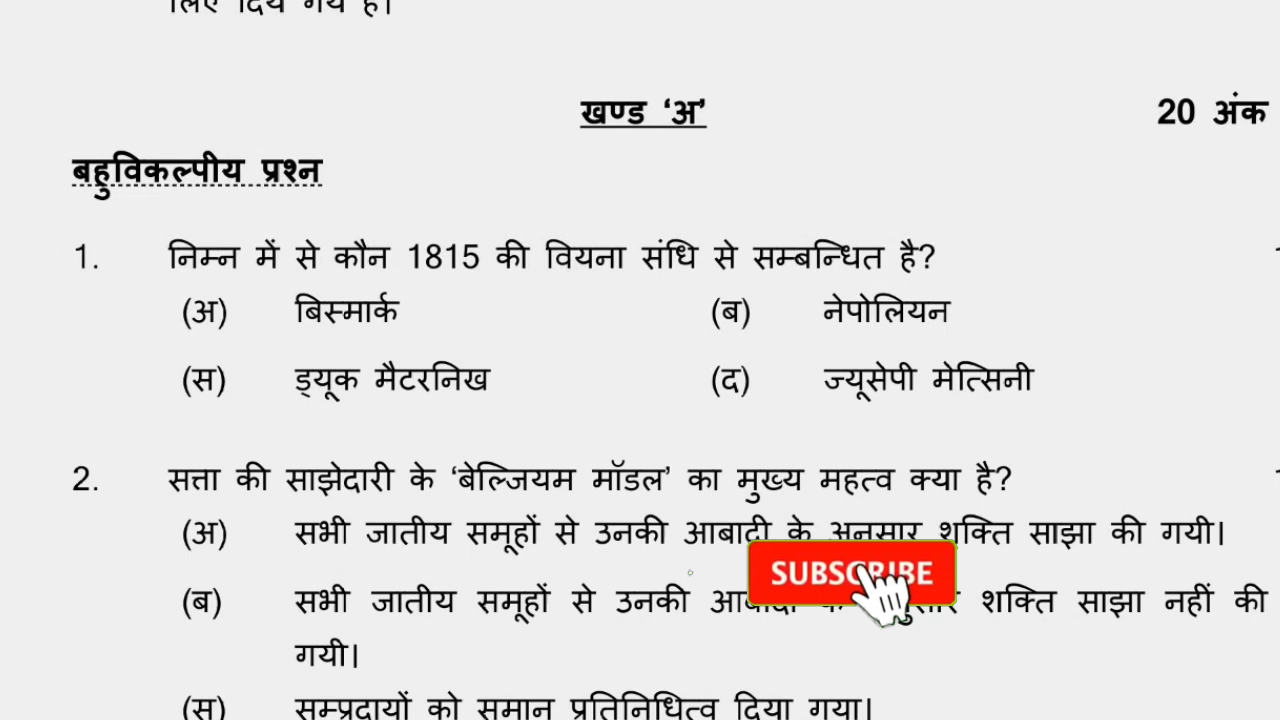 लिए दिये गये हैं।
खण्ड ‘अ’ 20 अंक
बहुविकल्पीय प्रश्न
1. निम्न में से कौन 1815 की वियना संधि से सम्बन्धित है?
(अ) बिस्मार्क (ब) नेपोलियन
(स) ड्यूक मैटरनिख (द) ज्यूसेपी मेत्सिनी
2. सत्ता की साझेदारी के ‘बेल्जियम मॉडल’ का मुख्य महत्व क्या है?
(अ) सभी जातीय समूहों से उनकी आबादी के अनुसार शक्ति साझा की गयी।
SUBSCRIBE
(ब) सभी जातीय समूहों से उनकी शक्ति साझा नहीं की
गयी।
(स) सम्प्रदायों को समान प्रतिनिधित्व दिया गया।